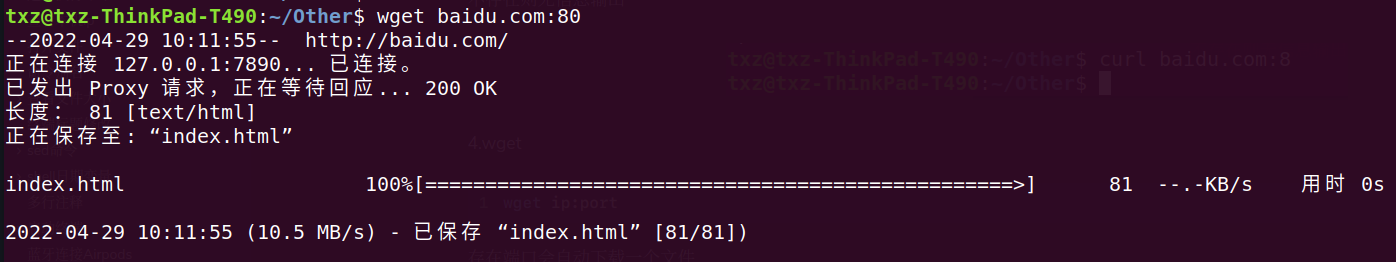 txz@txz-ThinkPad-T490:~/Other$ wget baidu.com:80
--2022-04-29 10:11:55--  http://baidu.com/
正在连接 127.0.0.1:7890... 已连接。
txz@txz-ThinkPad-T490:~/Other$ curl baidu.com:8
已发出 Proxy 请求，正在等待回应... 200 OK
txz@txz-ThinkPad-T490:~/Other$
长度： 81 [text/html]
正在保存至: “index.html”
4.wget
index.html                    100%[=================================================>]      81  --.-KB/s    用时 0s
1 wget ip:port
2022-04-29 10:11:55 (10.5 MB/s) - 已保存 “index.html” [81/81])